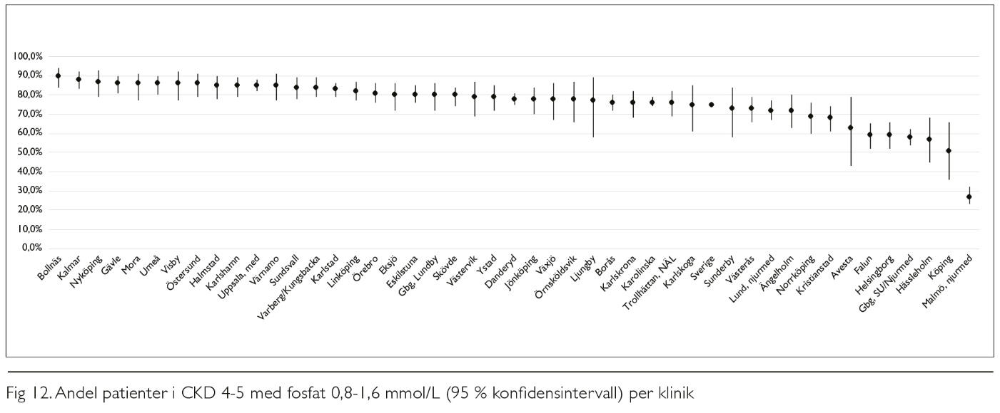 100,0%
90,0%
80,0%
70,0%
60,0%
50,0%
40,0%
30,0%
20,0%
10,0%
0,0%
Bollnäs
Kalmar
Nyköping
Gävle
Mora
Umeå
Visby
Östersund
Halmstad
Karlshamn
Uppsala, med
Värnamo
Sundsvall
Varberg/Kungsbacka
Karlstad
Linköping
Örebro
Eksjö
Eskilstuna
Gbg. Lundby
Skövde
Västervik
Ystad
Danderyd
Jönköping
Växjö
Örnsköldsvik
Ljungby
Borås
Karlskrona
Karolinska
Trollhättan, NÄL
Karlskoga
Sverige
Sunderby
Västerås
Lund, njurmed
Ängelholm
Norrköping
Kristianstad
Avesta
Falun
Helsingborg
Gbg. SU/Njurmed
Hässleholm
Köping
Malmö, njurmed
Fig 12. Andel patienter i CKD 4-5 med fosfat 0,8-1,6 mmol/L (95 % konfidensintervall) per klinik